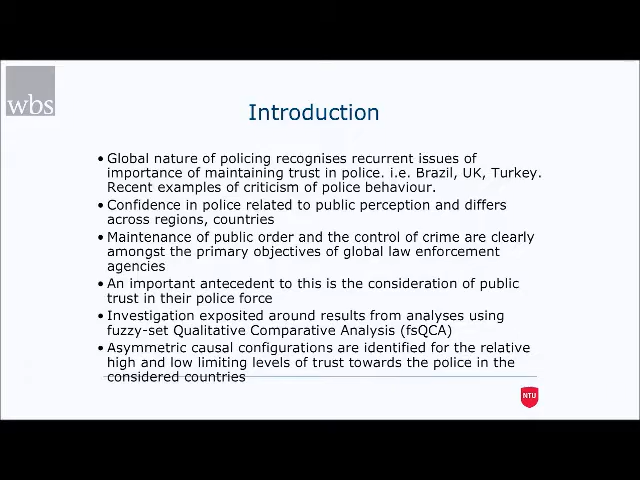 wbs
Introduction
• Global nature of policing recognises recurrent issues of
importance of maintaining trust in police. i.e. Brazil, UK, Turkey.
Recent examples of criticism of police behaviour.
• Confidence in police related to public perception and differs
across regions, countries
• Maintenance of public order and the control of crime are clearly
amongst the primary objectives of global law enforcement
agencies
• An important antecedent to this is the consideration of public
trust in their police force
• Investigation exposited around results from analyses using
fuzzy-set Qualitative Comparative Analysis (fsQCA)
• Asymmetric causal configurations are identified for the relative
high and low limiting levels of trust towards the police in the
considered countries
NTU